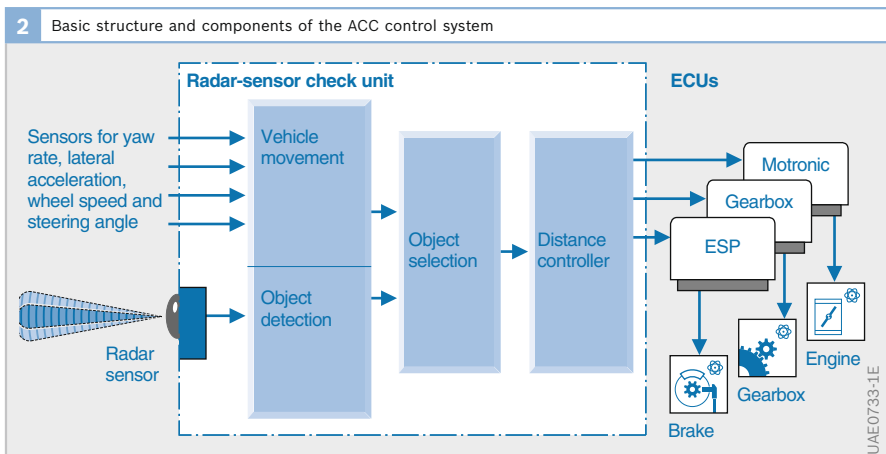 2
Basic structure and components of the ACC control system
Radar-sensor check unit
ECUs
Sensors for yaw
rate, lateral
acceleration,
wheel speed and
steering angle
Vehicle
movement
Object
detection
Object
selection
Distance
controller
Motronic
Gearbox
ESP
Radar
sensor
Engine
Gearbox
Brake
UAE0733-1E